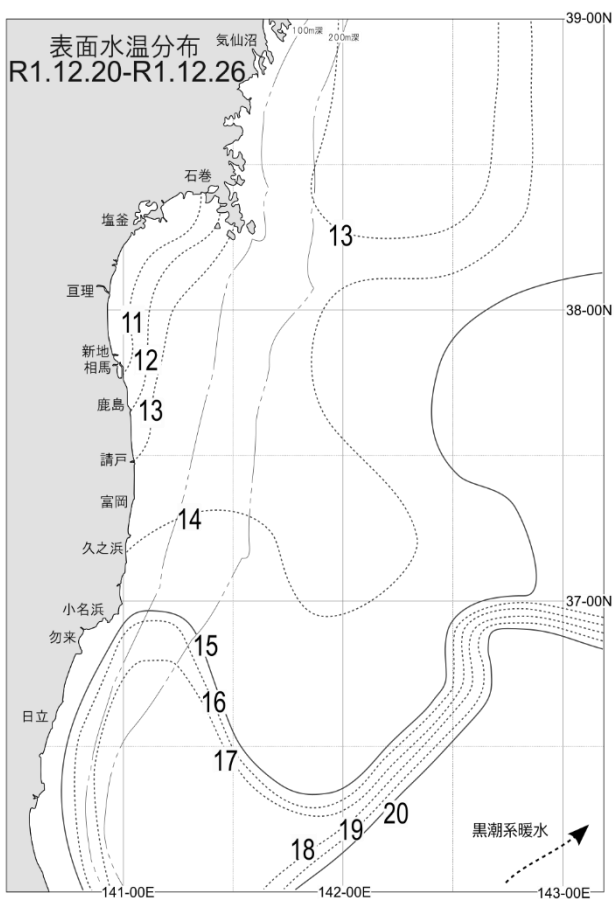 39-00N
表面水温分布
R1.12.20-R1.12.26
気仙沼
100m深
200m深
石巻
塩釜
13
亘理
38-00N
11
新地
12
相馬
鹿島
13
請戸
富岡
14
久之浜
37-00N
小名浜
勿来
15
16
日立
17
20
19
18
黒潮系暖水
141-00E
142-00E
143-00E